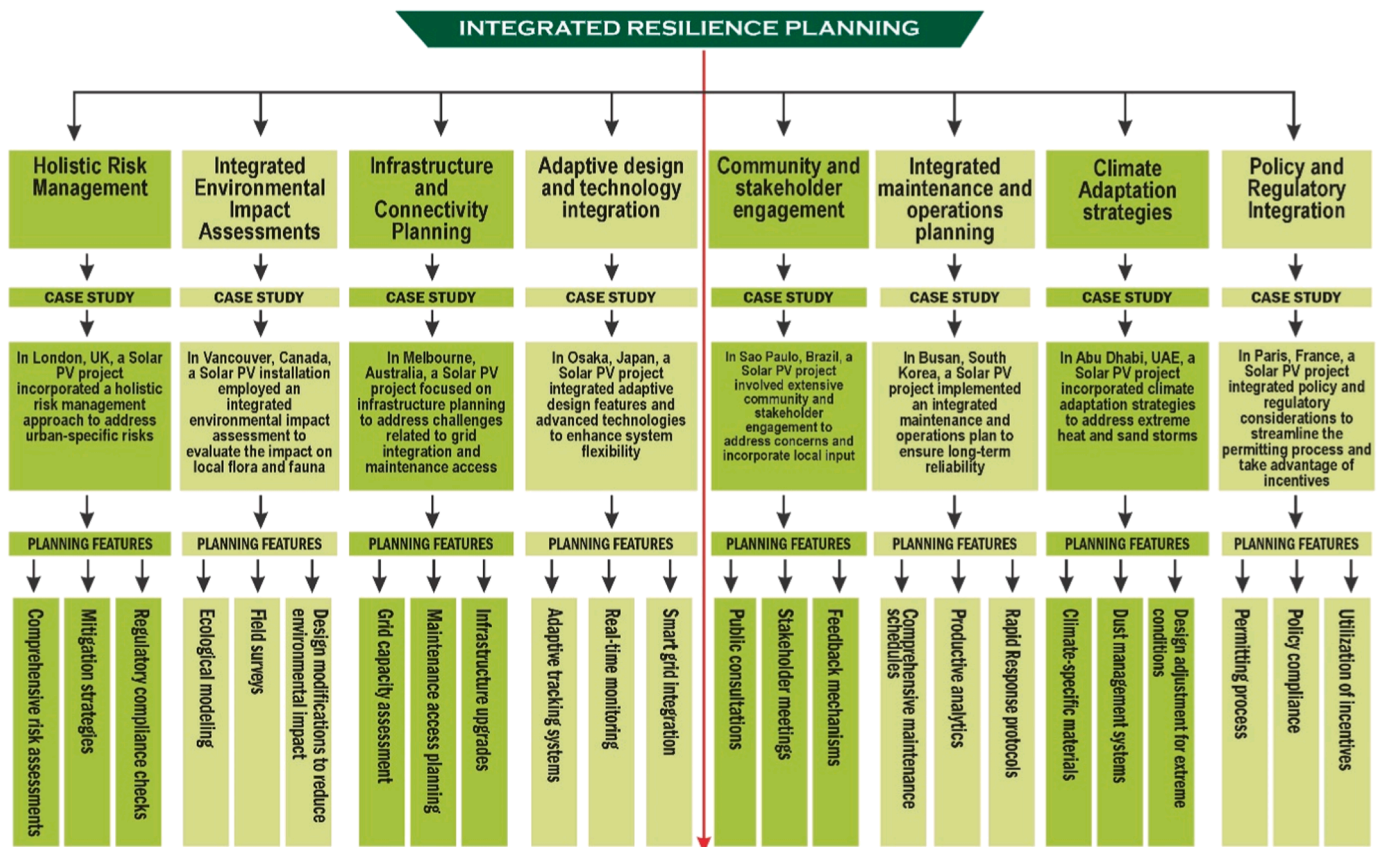 INTEGRATED RESILIENCE PLANNING
Holistic Risk
Management
Integrated
Environmental
Impact
Assessments
Infrastructure
and
Connectivity
Planning
Adaptive design
and technology
integration
Community and
stakeholder
engagement
Integrated
maintenance and
operations
planning
Climate
Adaptation
strategies
Policy and
Regulatory
Integration
CASE STUDY
CASE STUDY
CASE STUDY
CASE STUDY
CASE STUDY
CASE STUDY
CASE STUDY
CASE STUDY
In London, UK, a Solar
PV project
incorporated a holistic
risk management
approach to address
urban-specific risks
In Vancouver, Canada,
a Solar PV installation
employed an
integrated
environmental impact
assessment to
evaluate the impact on
local flora and fauna
In Melbourne,
Australia, a Solar PV
project focused on
infrastructure planning
to address challenges
related to grid
integration and
maintenance access
In Osaka, Japan, a
Solar PV project
integrated adaptive
design features and
advanced technologies
to enhance system
flexibility
In Sao Paulo, Brazil, a
Solar PV project
involved extensive
community and
stakeholder
engagement to
address concerns and
incorporate local input
In Busan, South
Korea, a Solar PV
project implemented
an integrated
maintenance and
operations plan to
ensure long-term
reliability
In Abu Dhabi, UAE, a
Solar PV project
incorporated climate
adaptation strategies
to address extreme
heat and sand storms
In Paris, France, a
Solar PV project
integrated policy and
regulatory
considerations to
streamline the
permitting process and
take advantage of
incentives
PLANNING FEATURES
PLANNING FEATURES
PLANNING FEATURES
PLANNING FEATURES
PLANNING FEATURES
PLANNING FEATURES
PLANNING FEATURES
PLANNING FEATURES
Comprehensive risk assessments
Mitigation strategies
Regulatory compliance checks
Ecological modeling
Field surveys
Design modifications to reduce
environmental impact
Grid capacity assessment
Maintenance access planning
Infrastructure upgrades
Adaptive tracking systems
Real-time monitoring
Smart grid integration
Public consultations
Stakeholder meetings
Feedback mechanisms
Comprehensive maintenance
schedules
Productive analytics
Rapid Response protocols
Climate-specific materials
Dust management systems
Design adjustment for extreme
conditions
Permitting process
Policy compliance
Utilization of incentives